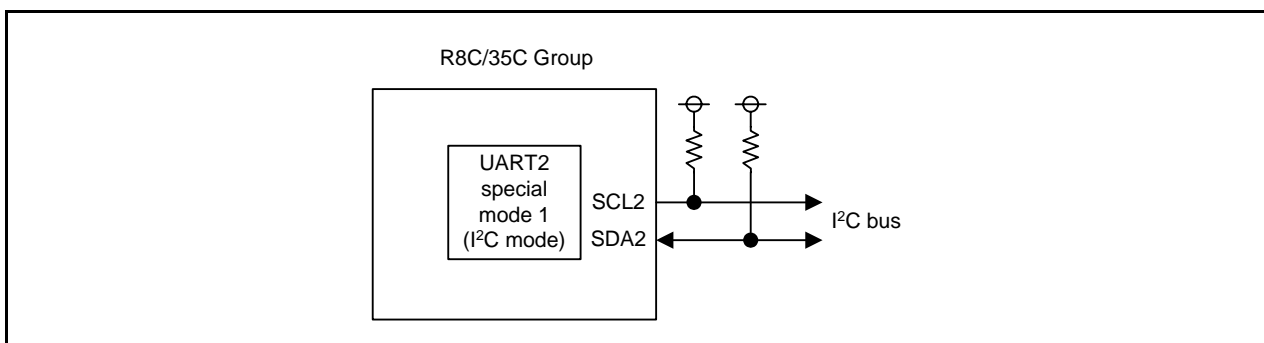 R8C/35C Group
UART2
special
mode 1
(I²C mode)
SCL2
SDA2
I²C bus